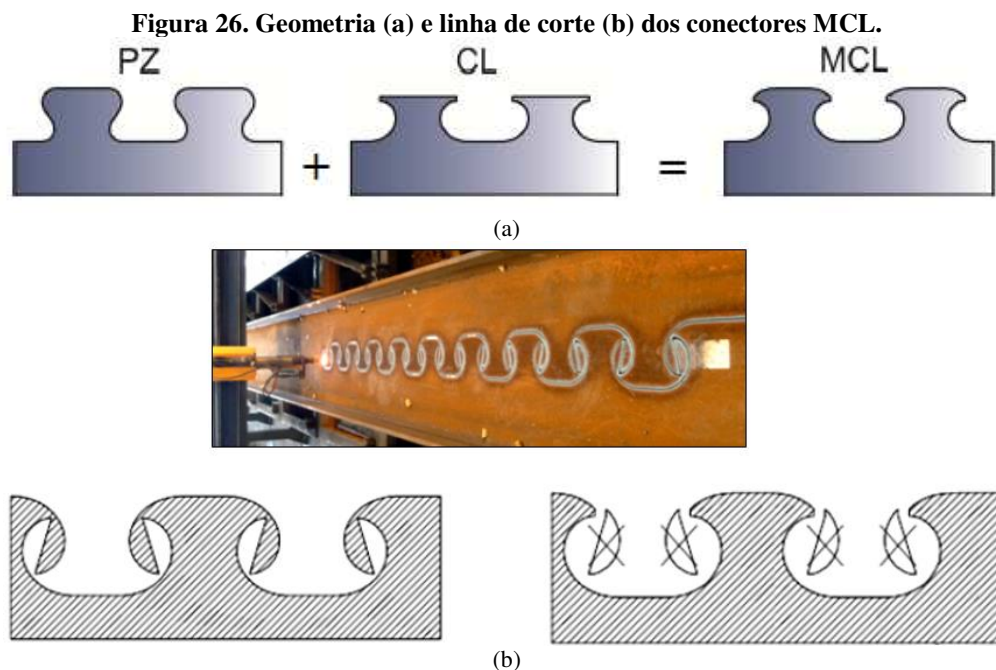 Figura 26. Geometria (a) e linha de corte (b) dos conectores MCL.
PZ CL MCL
+ =
(a)
(b)